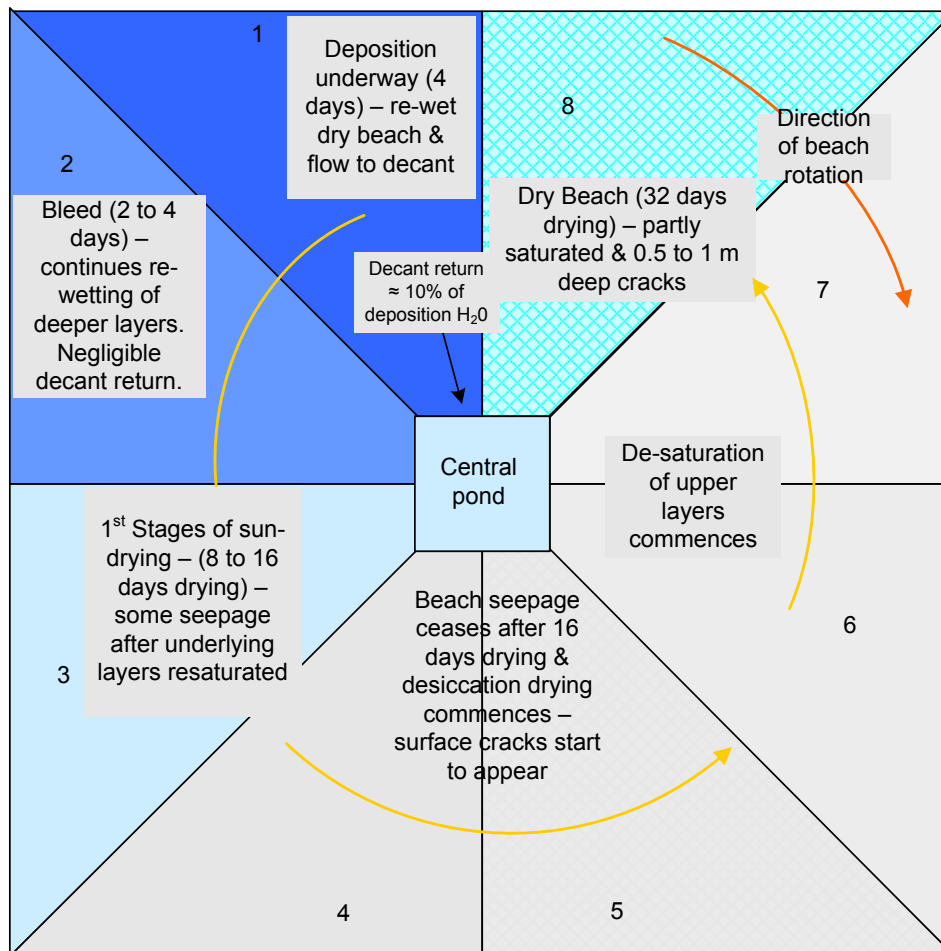 1
Deposition
underway (4
days) – re-wet
dry beach &
flow to decant
8
Direction
of beach
rotation
2
Bleed (2 to 4
days) –
continues re-
wetting of
deeper layers.
Negligible
decant return.
Dry Beach (32 days
drying) – partly
saturated & 0.5 to 1 m
deep cracks
Decant return
≈ 10% of
deposition H₂0
7
Central
pond
De-saturation
of upper
layers
commences
1st Stages of sun-
drying – (8 to 16
days drying) –
some seepage
after underlying
layers resaturated
3
Beach seepage
ceases after 16
days drying &
desiccation drying
commences –
surface cracks start
to appear
6
4
5